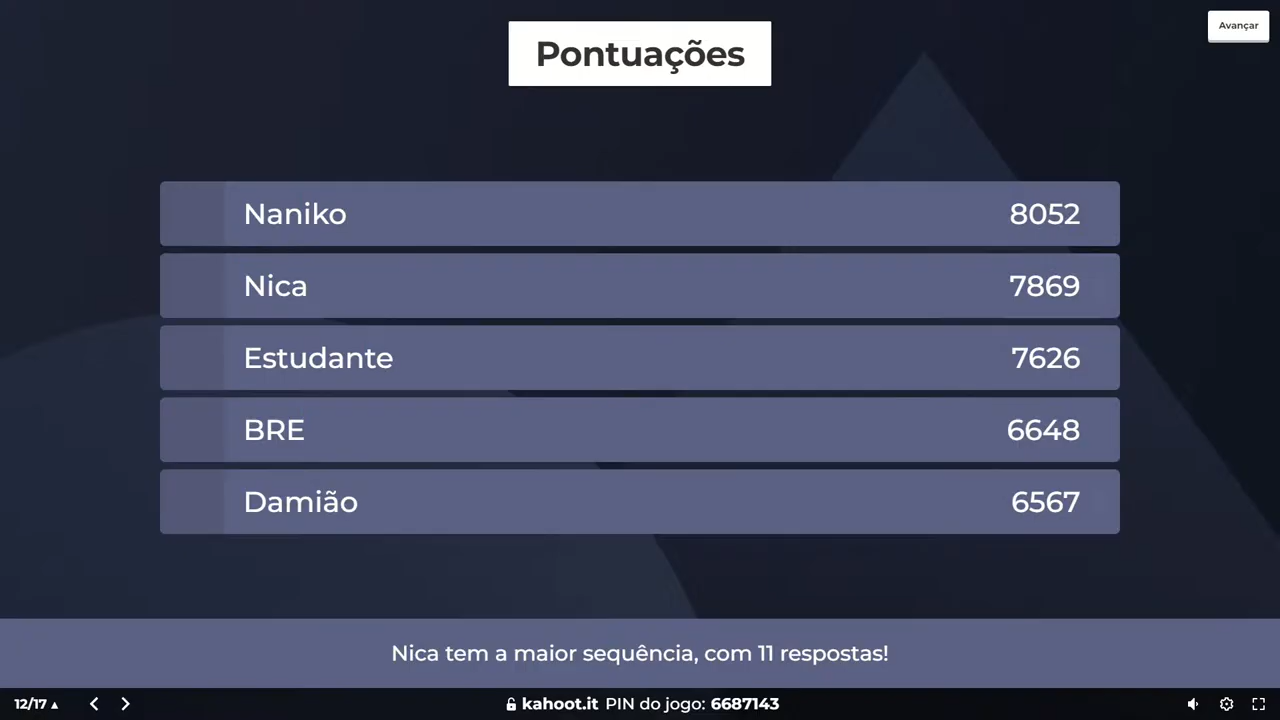 Avançar
Pontuações
Naniko 8052
Nica 7869
Estudante 7626
BRE 6648
Damião 6567
Nica tem a maior sequência, com 11 respostas!
12/17 ▲ kahoot.it PIN do jogo: 6687143